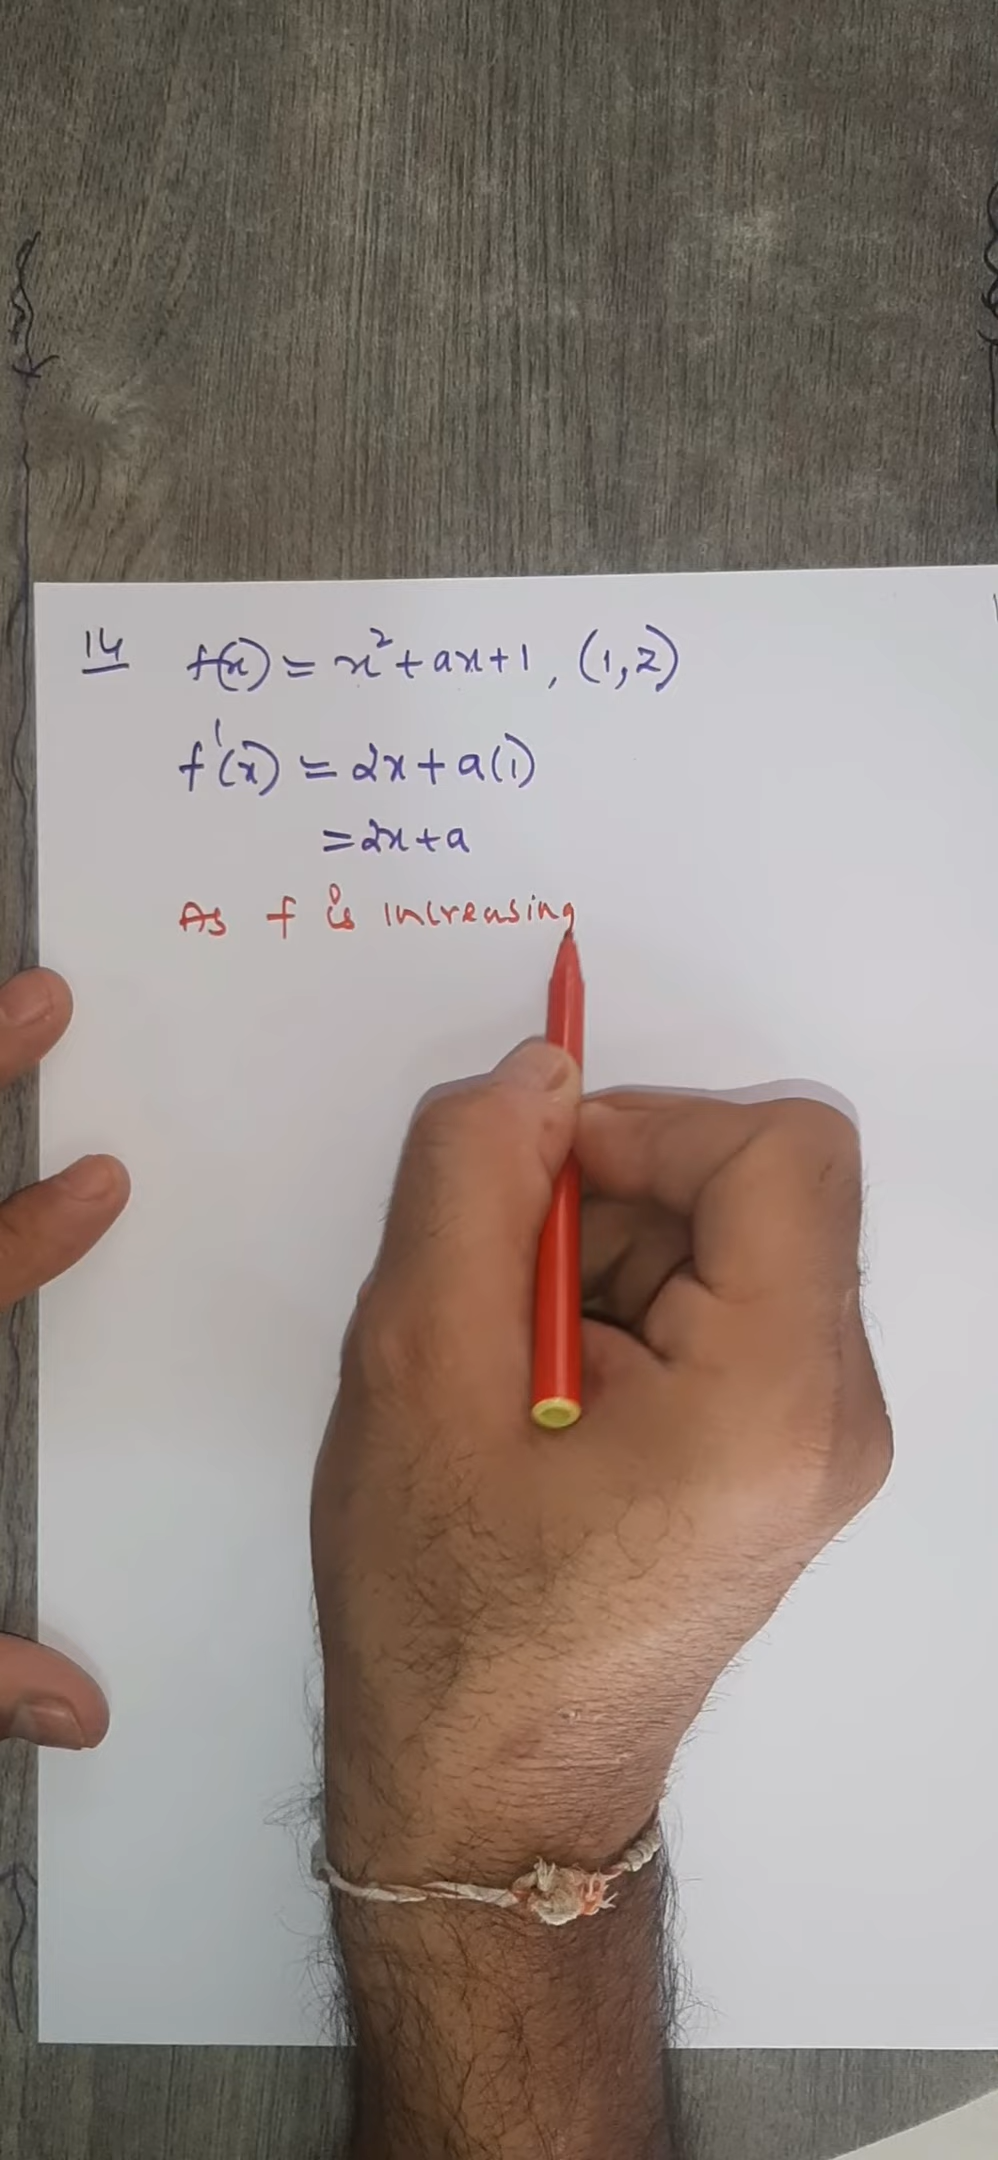 14 f(x) = x² + ax + 1, (1,2)
f'(x) = 2x + a(1)
= 2x + a
As f is increasing